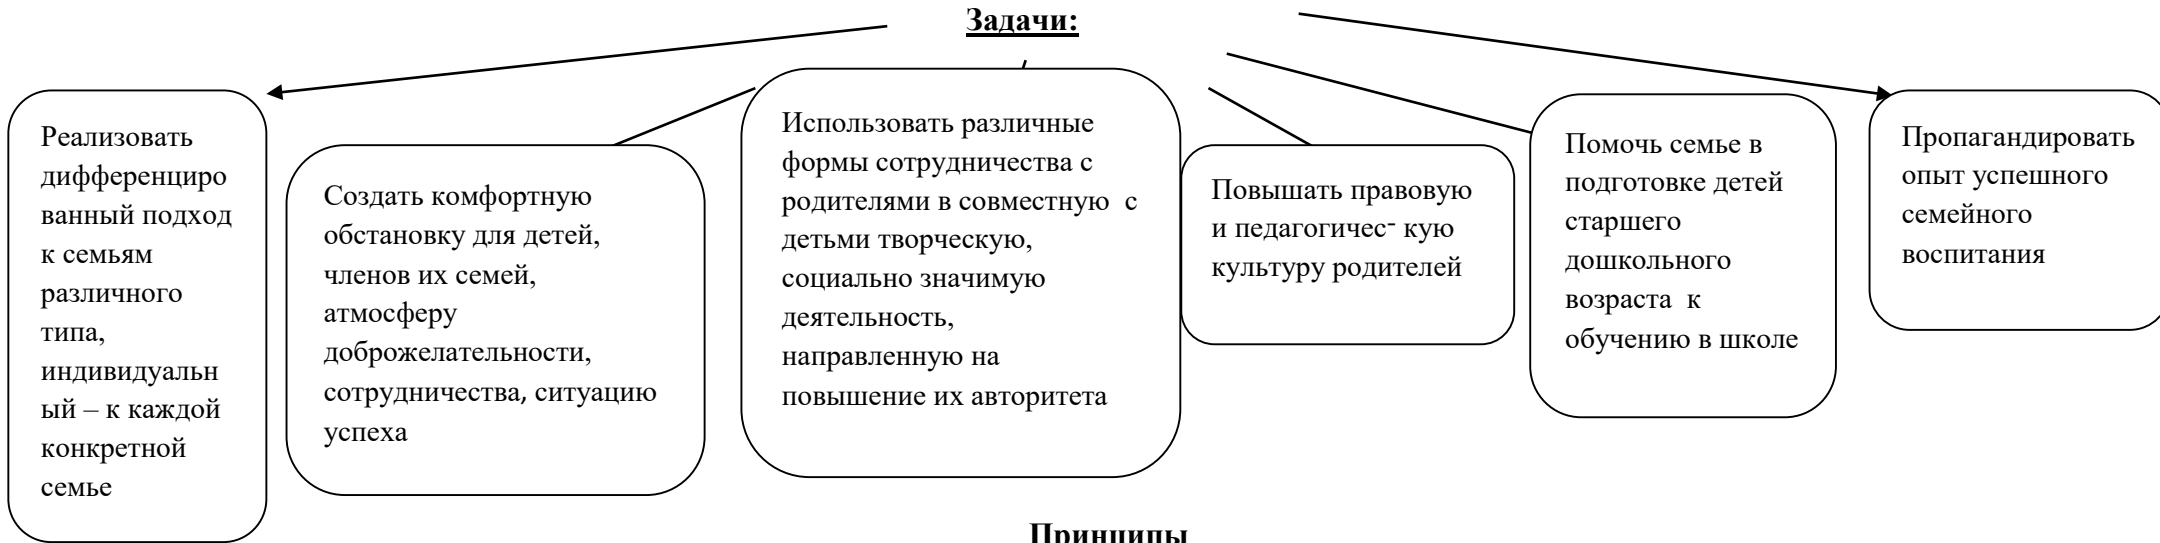 Задачи:
Реализовать
дифференциро
ванный подход
к семьям
различного
типа,
индивидуальн
ый – к каждой
конкретной
семье
Создать комфортную
обстановку для детей,
членов их семей,
атмосферу
доброжелательности,
сотрудничества, ситуацию
успеха
Использовать различные
формы сотрудничества с
родителями в совместную с
детьми творческую,
социально значимую
деятельность,
направленную на
повышение их авторитета
Повышать правовую
и педагогичес- кую
культуру родителей
Помочь семье в
подготовке детей
старшего
дошкольного
возраста к
обучению в школе
Пропагандировать
опыт успешного
семейного
воспитания
Принципы